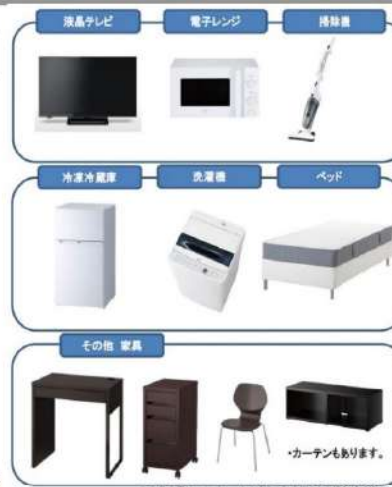 液晶テレビ
電子レンジ
掃除機
冷凍冷蔵庫
洗濯機
ベッド
その他 家具
・カーテンもあります。